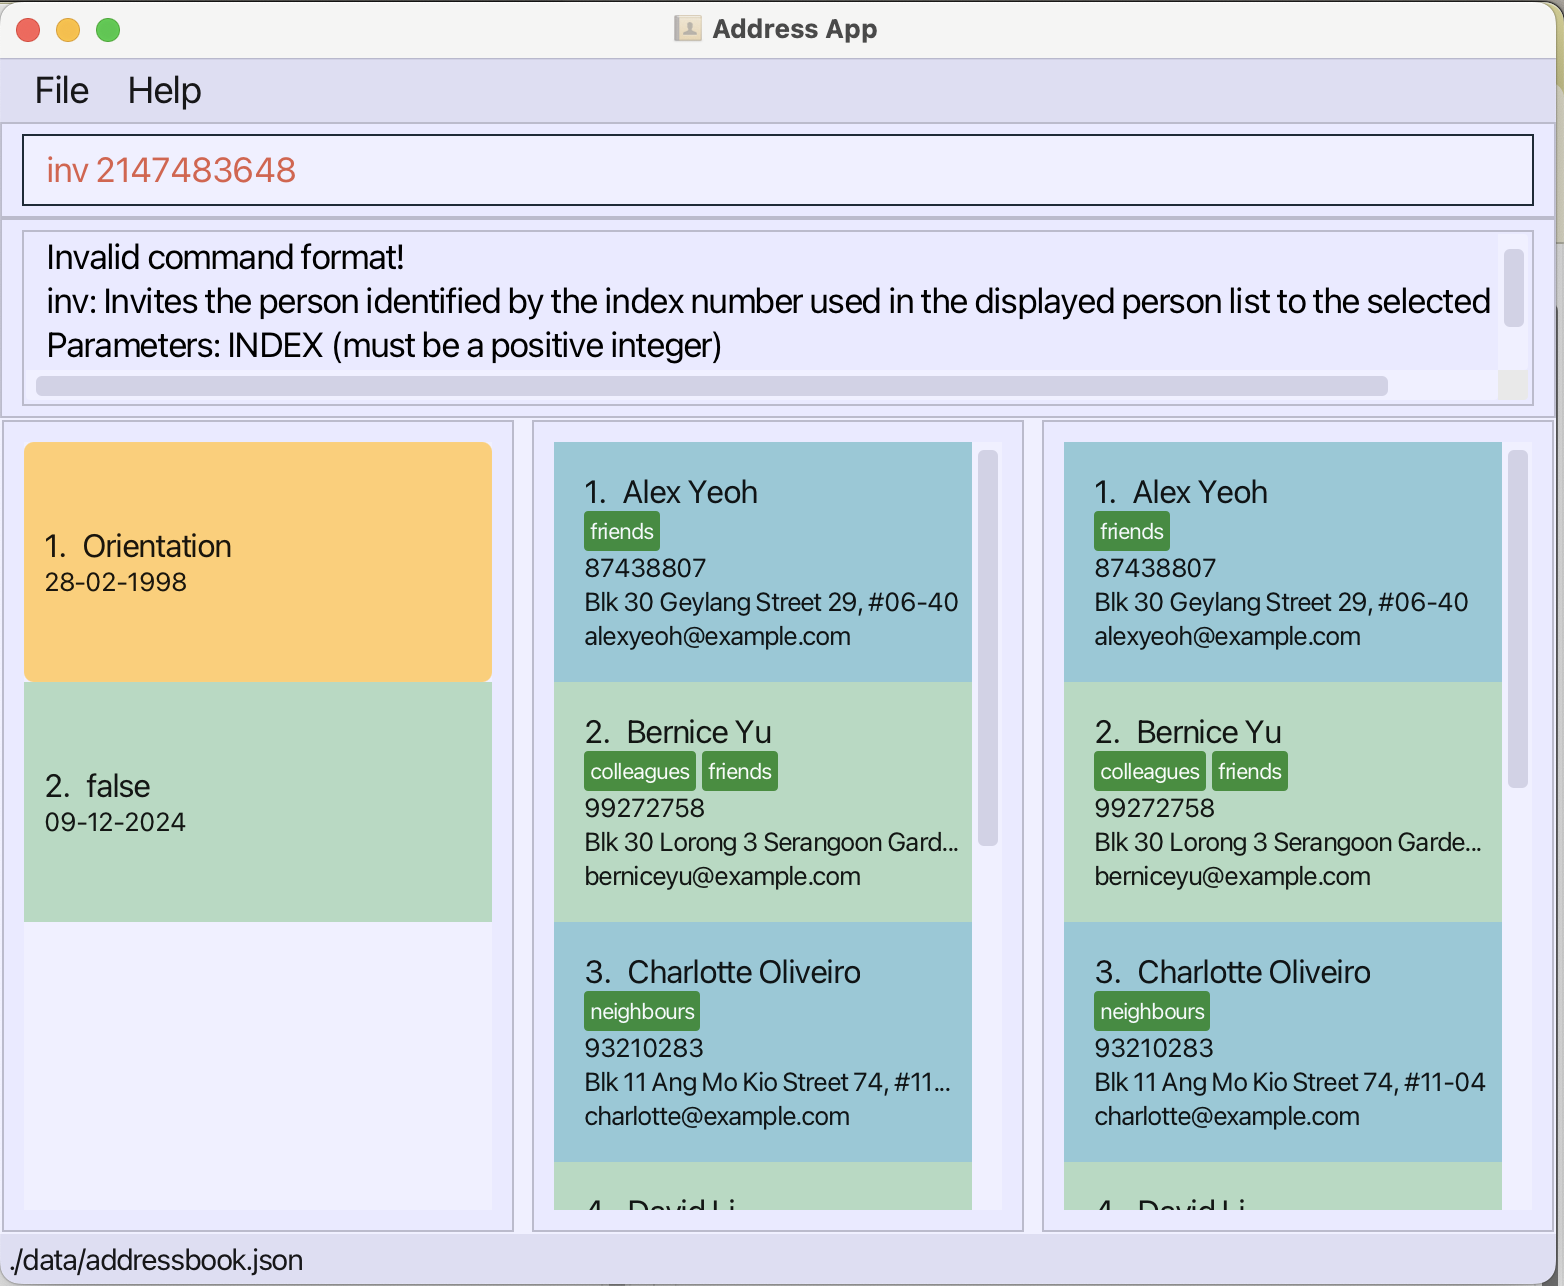 Address App
File Help
inv 2147483648
Invalid command format!
inv: Invites the person identified by the index number used in the displayed person list to the selected
Parameters: INDEX (must be a positive integer)
1. Orientation
28-02-1998
2. false
09-12-2024
1. Alex Yeoh
friends
87438807
Blk 30 Geylang Street 29, #06-40
alexyeoh@example.com
2. Bernice Yu
colleagues friends
99272758
Blk 30 Lorong 3 Serangoon Gard...
berniceyu@example.com
3. Charlotte Oliveiro
neighbours
93210283
Blk 11 Ang Mo Kio Street 74, #11...
charlotte@example.com
4. David Li
1. Alex Yeoh
friends
87438807
Blk 30 Geylang Street 29, #06-40
alexyeoh@example.com
2. Bernice Yu
colleagues friends
99272758
Blk 30 Lorong 3 Serangoon Garde...
berniceyu@example.com
3. Charlotte Oliveiro
neighbours
93210283
Blk 11 Ang Mo Kio Street 74, #11-04
charlotte@example.com
4. David Li
./data/addressbook.json